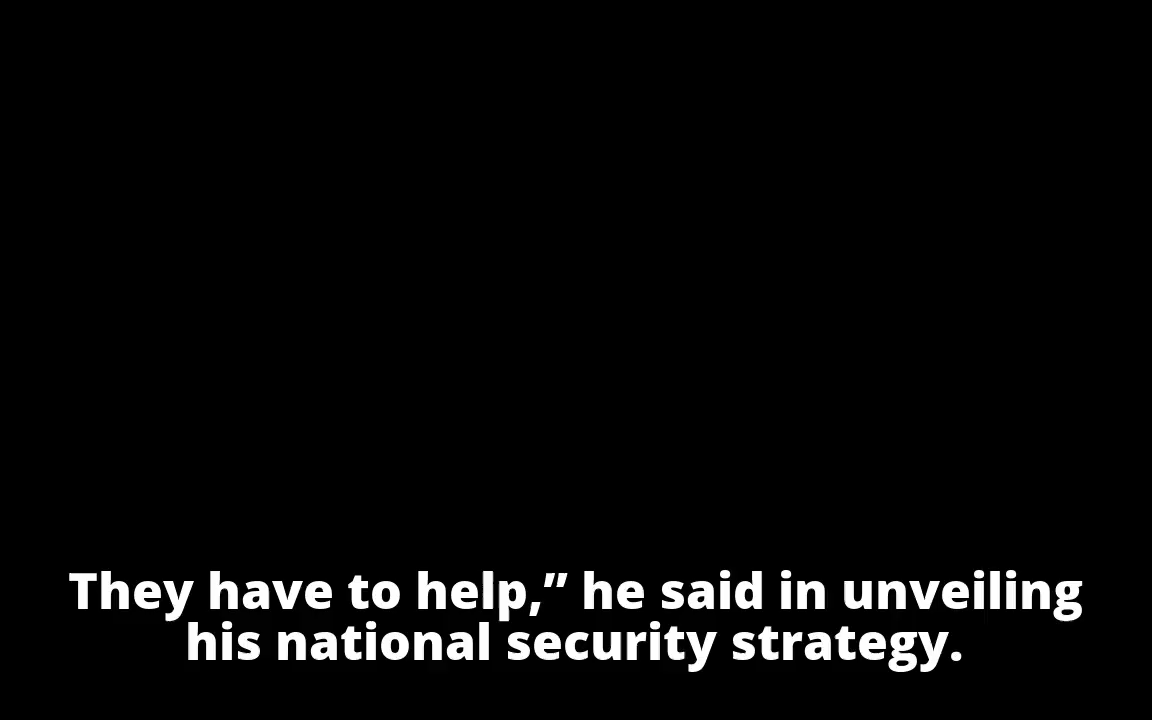 They have to help,” he said in unveiling
his national security strategy.